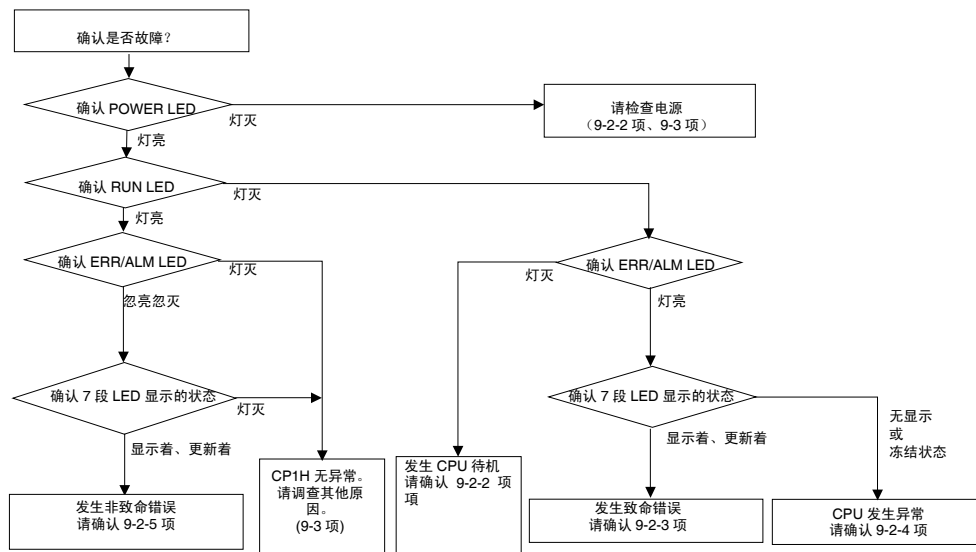 确认是否故障？
确认 POWER LED
灯灭
请检查电源
（9-2-2 项、9-3 项）
灯亮
确认 RUN LED
灯灭
灯亮
确认 ERR/ALM LED
灯灭
灯灭
确认 ERR/ALM LED
忽亮忽灭
灯亮
确认 7 段 LED 显示的状态
灯灭
确认 7 段 LED 显示的状态
显示着、更新着
显示着、更新着
无显示
或
冻结状态
发生非致命错误
请确认 9-2-5 项
CP1H 无异常。
请调查其他原
因。
(9-3 项)
发生 CPU 待机
请确认 9-2-2 项
項
发生致命错误
请确认 9-2-3 项
CPU 发生异常
请确认 9-2-4 项